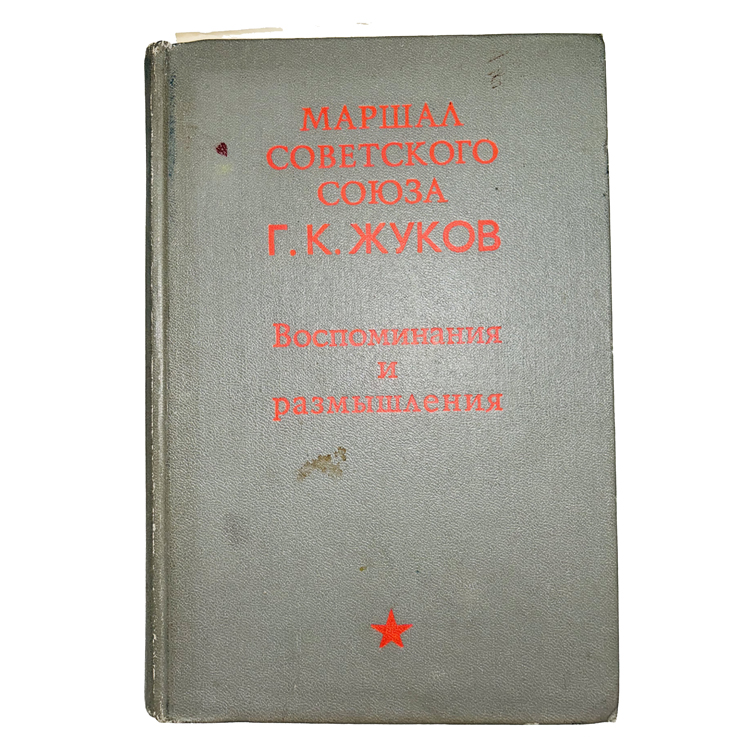 МАРШАЛ
СОВЕТСКОГО
СОЮЗА
Г. К. ЖУКОВ
Воспоминания
и
размышления